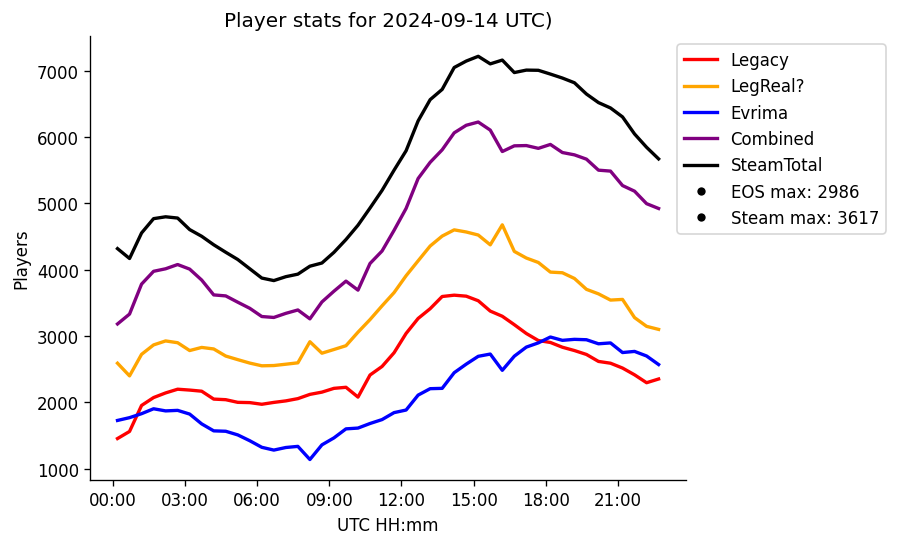 Player stats for 2024-09-14 UTC)
7000
6000
5000
4000
3000
2000
1000
Players
00:00 03:00 06:00 09:00 12:00 15:00 18:00 21:00
UTC HH:mm
Legacy
LegReal?
Evrima
Combined
SteamTotal
EOS max: 2986
Steam max: 3617